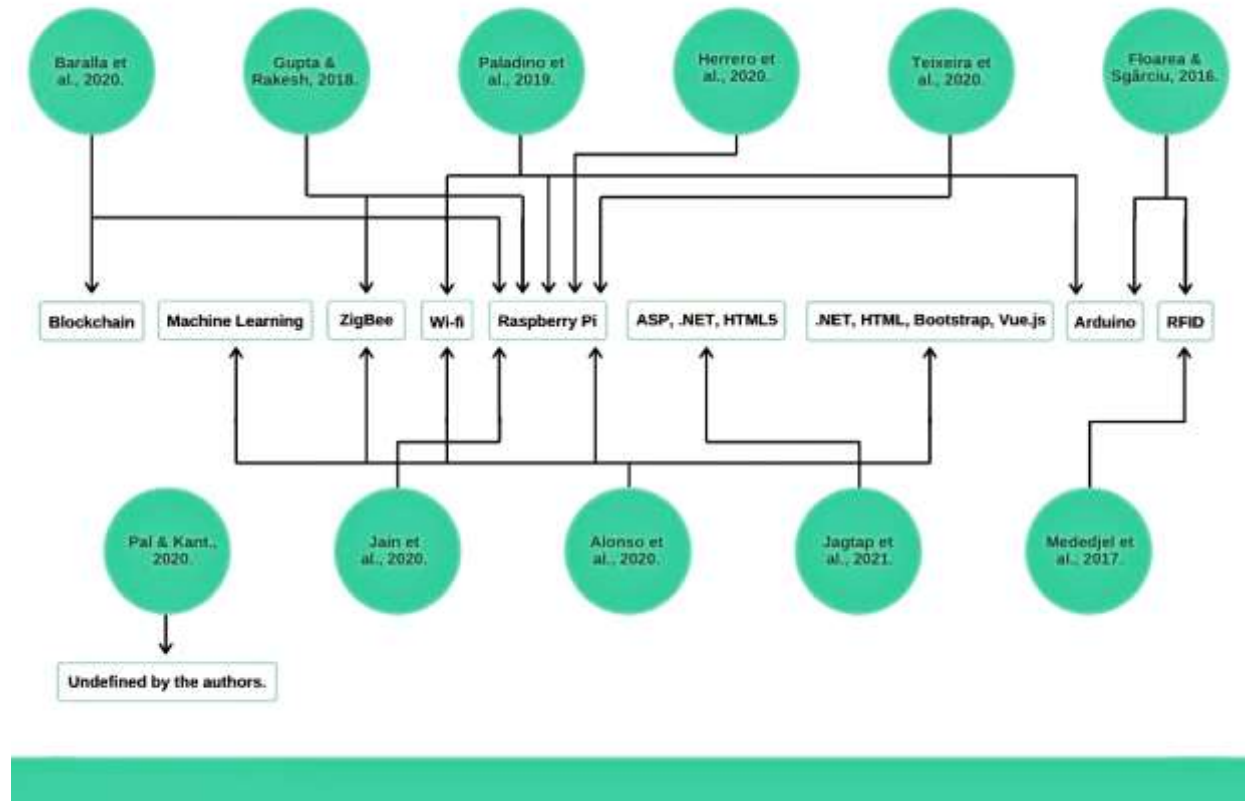 Baralla et
al., 2020.
Gupta &
Rakesh, 2018.
Paladino et
al., 2019.
Herrero et
al., 2020.
Teixeira et
al., 2020.
Floarea &
Sgârciu, 2016.
Blockchain
Machine Learning
ZigBee
Wi-fi
Raspberry Pi
ASP, .NET, HTML5
.NET, HTML, Bootstrap, Vue.js
Arduino
RFID
Pal & Kant.,
2020.
Jain et
al., 2020.
Alonso et
al., 2020.
Jagtap et
al., 2021.
Mededjel et
al., 2017.
Undefined by the authors.